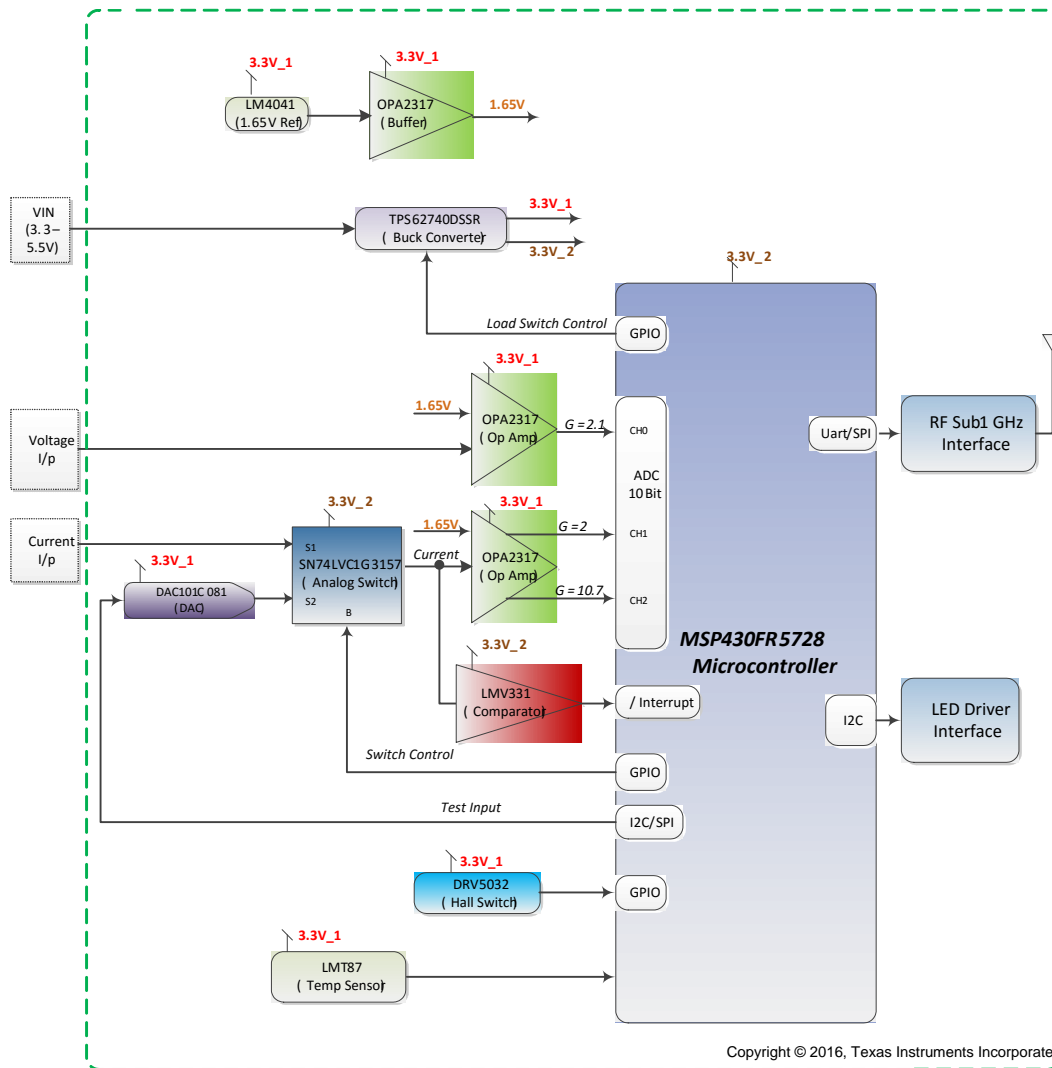 3.3V_1
3.3V_1
LM4041
(1.65V Ref)
OPA2317
( Buffer)
1.65V
VIN
(3.3–
5.5V)
TPS62740DSSR
( Buck Converter)
3.3V_1
3.3V_2
3.3V_2
Load Switch Control
GPIO
3.3V_1
1.65V
OPA2317
( Op Amp)
G = 2.1
CH0
Voltage
I/p
ADC
10 Bit
Uart/SPI
RF Sub1 GHz
Interface
Current
I/p
3.3V_2
S1
SN74LVC1G3157
( Analog Switch)
S2
B
3.3V_1
1.65V
Current
OPA2317
( Op Amp)
G = 2
CH1
G = 10.7
CH2
3.3V_1
DAC101C 081
(DAC)
MSP430FR5728
Microcontroller
3.3V_2
LMV331
( Comparator)
/ Interrupt
I2C
LED Driver
Interface
Switch Control
GPIO
Test Input
I2C/SPI
3.3V_1
DRV5032
( Hall Switch)
GPIO
3.3V_1
LMT87
( Temp Sensor)
Copyright © 2016, Texas Instruments Incorporate